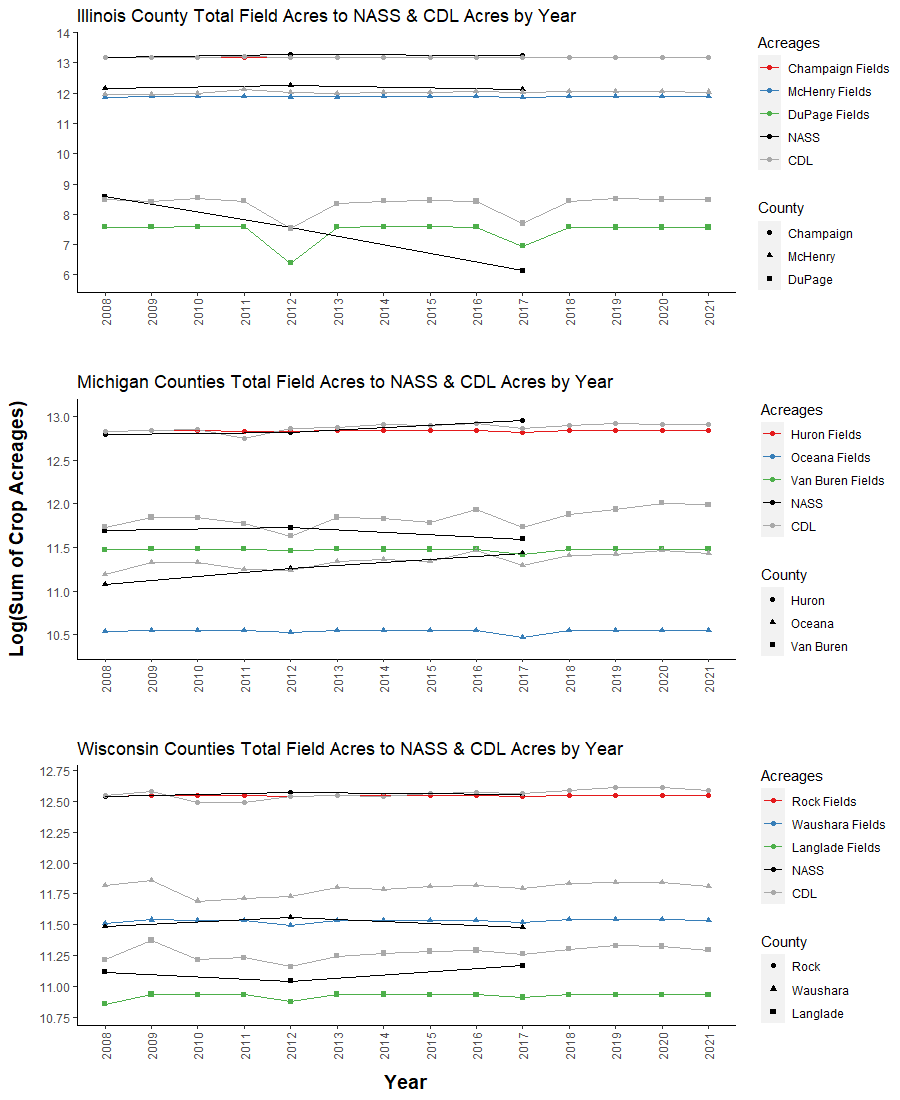 Illinois County Total Field Acres to NASS & CDL Acres by Year
14
13
12
11
10
9
8
7
6
2008
2009
2010
2011
2012
2013
2014
2015
2016
2017
2018
2019
2020
2021
Acreages
Champaign Fields
McHenry Fields
DuPage Fields
NASS
CDL
County
Champaign
McHenry
DuPage
Log(Sum of Crop Acreages)
Michigan Counties Total Field Acres to NASS & CDL Acres by Year
13.0
12.5
12.0
11.5
11.0
10.5
2008
2009
2010
2011
2012
2013
2014
2015
2016
2017
2018
2019
2020
2021
Acreages
Huron Fields
Oceana Fields
Van Buren Fields
NASS
CDL
County
Huron
Oceana
Van Buren
Wisconsin Counties Total Field Acres to NASS & CDL Acres by Year
12.75
12.50
12.25
12.00
11.75
11.50
11.25
11.00
10.75
2008
2009
2010
2011
2012
2013
2014
2015
2016
2017
2018
2019
2020
2021
Acreages
Rock Fields
Waushara Fields
Langlade Fields
NASS
CDL
County
Rock
Waushara
Langlade
Year